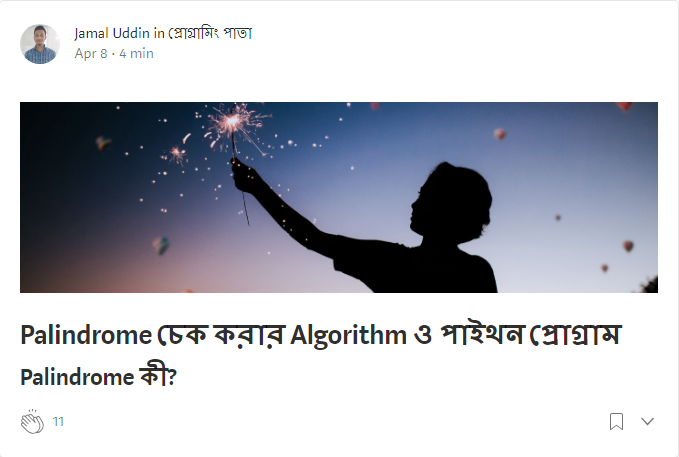 Jamal Uddin in প্রোগ্রামিং পাতা
Apr 8 · 4 min
Palindrome চেক করার Algorithm ও পাইথন প্রোগ্রাম
Palindrome কী?
11